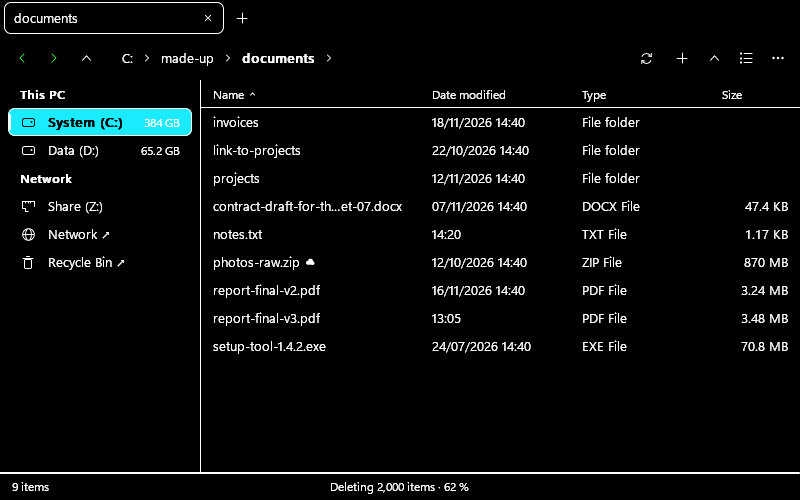 documents
C: made-up documents
This PC
System (C:) 384 GB
Data (D:) 65.2 GB
Network
Share (Z:)
Network
Recycle Bin
Name Date modified Type Size
invoices 18/11/2026 14:40 File folder
link-to-projects 22/10/2026 14:40 File folder
projects 12/11/2026 14:40 File folder
contract-draft-for-th...et-07.docx 07/11/2026 14:40 DOCX File 47.4 KB
notes.txt 14:20 TXT File 1.17 KB
photos-raw.zip 12/10/2026 14:40 ZIP File 870 MB
report-final-v2.pdf 16/11/2026 14:40 PDF File 3.24 MB
report-final-v3.pdf 13:05 PDF File 3.48 MB
setup-tool-1.4.2.exe 24/07/2026 14:40 EXE File 70.8 MB
9 items Deleting 2,000 items · 62 %